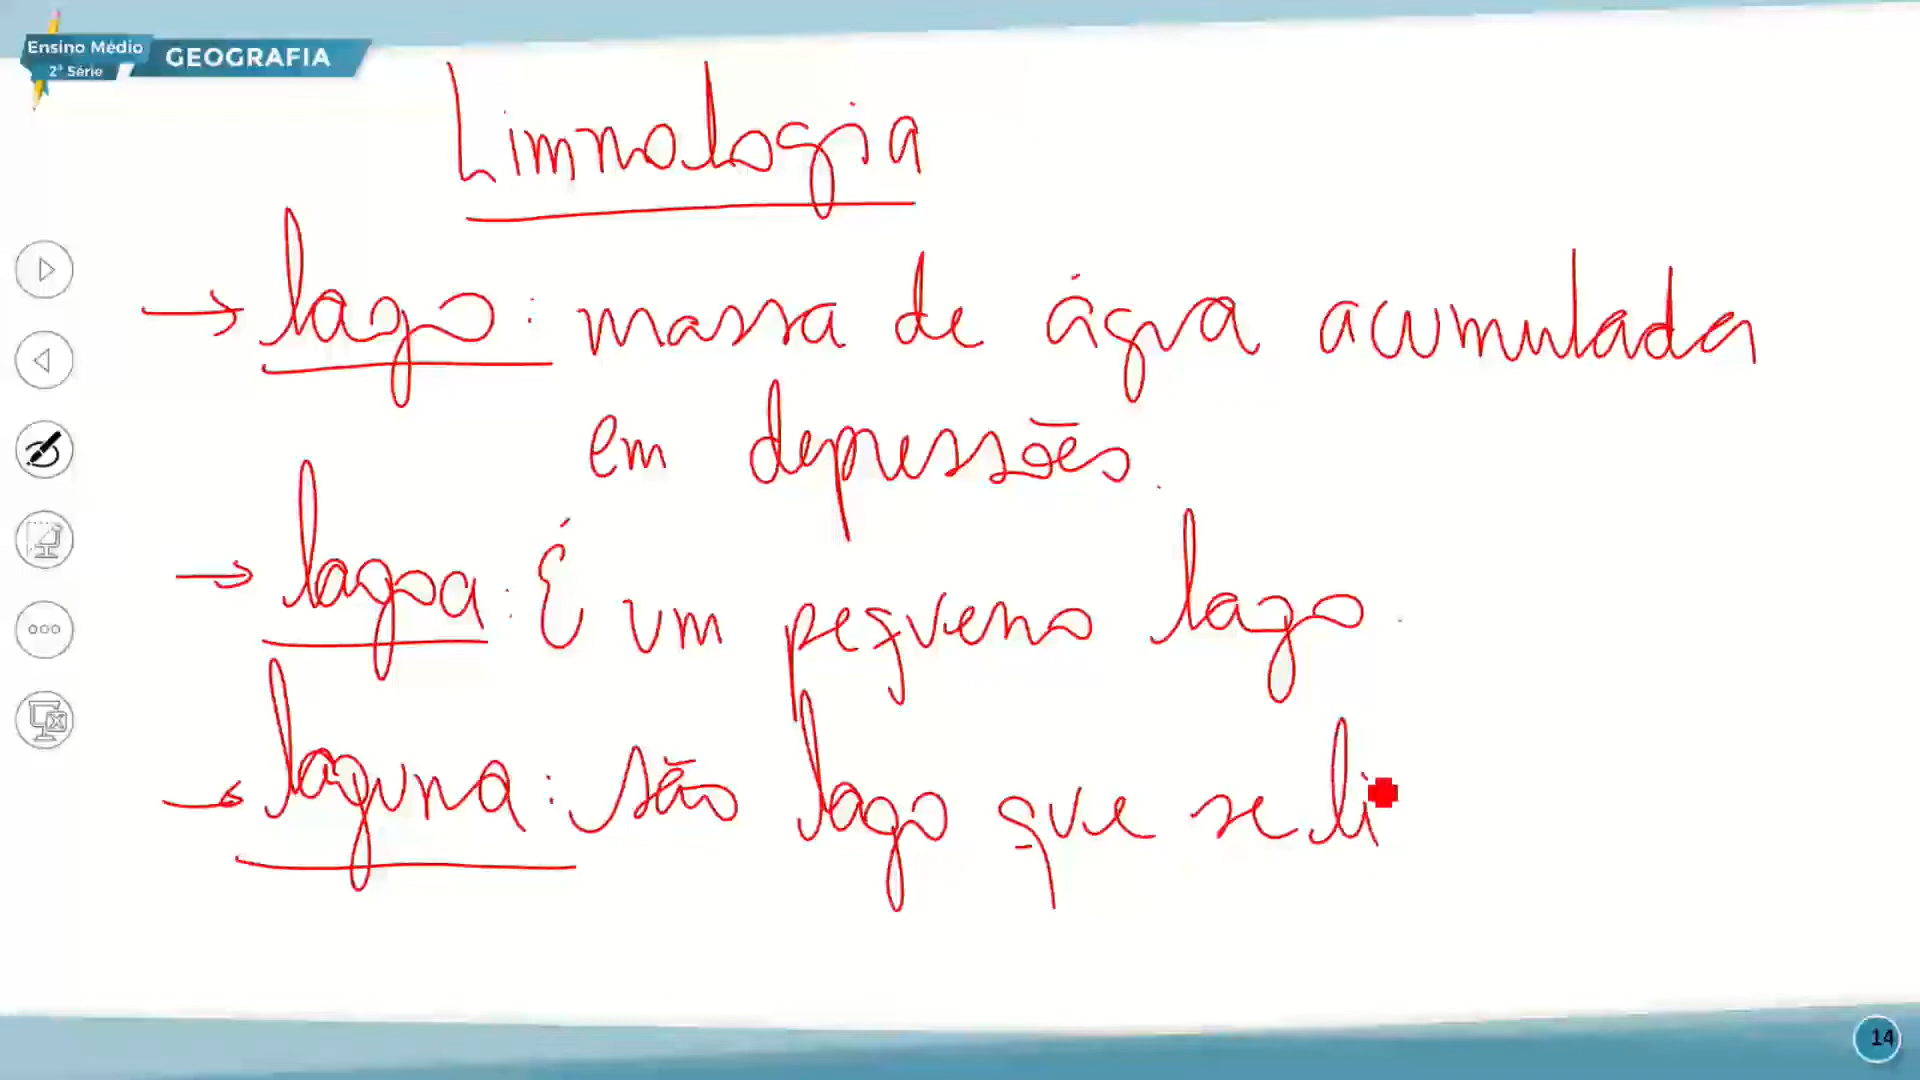 Ensino Médio
2ª Série
GEOGRAFIA
Limnologia
→ lago: massa de água acumulada
em depressões.
→ lagoa: É um pequeno lago.
→ laguna: são lago que se li
14